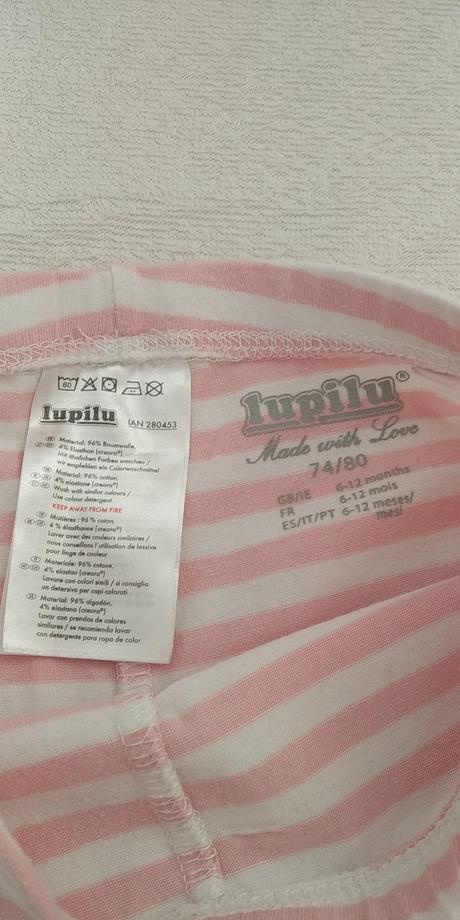 60
lupilu IAN 280453
Material: 96% Baumwolle,
4% Elasthan (creora®)
Mit ähnlichen Farben waschen /
wir empfehlen ein Colorwaschmittel
Material: 96% cotton,
4% elastane (creora®)
Wash with similar colours /
Use colour detergent
KEEP AWAY FROM FIRE
Matières : 96 % coton,
4 % élasthanne (creora®)
Laver avec des couleurs similaires /
nous conseillons l'utilisation de lessive
pour linge de couleur
Materiale: 96% cotone,
4% elastan (creora®)
Lavare con colori simili / si consiglia
un detersivo per capi colorati
Material: 96% algodón,
4% elastano (creora®)
Lavar con prendas de colores
similares / se recomienda lavar
con detergente para ropa de color
lupilu®
Made with Love
74/80
GB/IE 6-12 months
FR 6-12 mois
ES/IT/PT 6-12 meses/
mesi